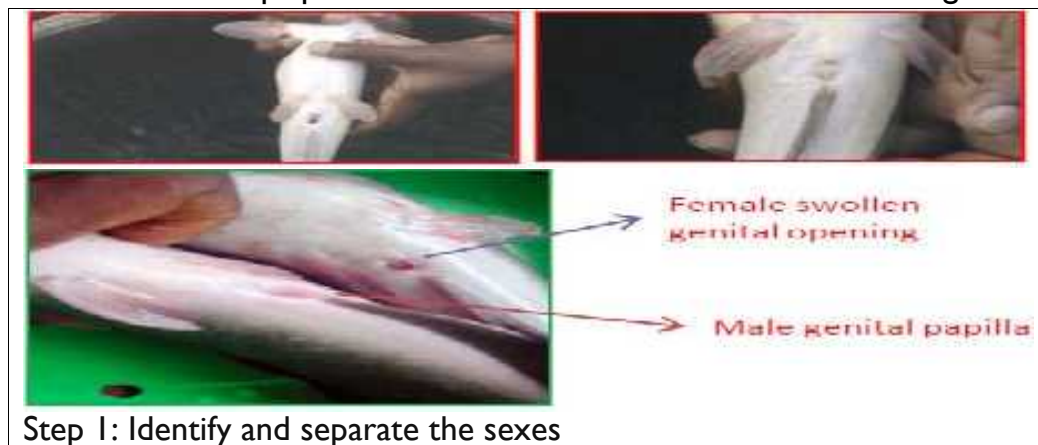 Female swollen
genital opening
Male genital papilla
Step 1: Identify and separate the sexes